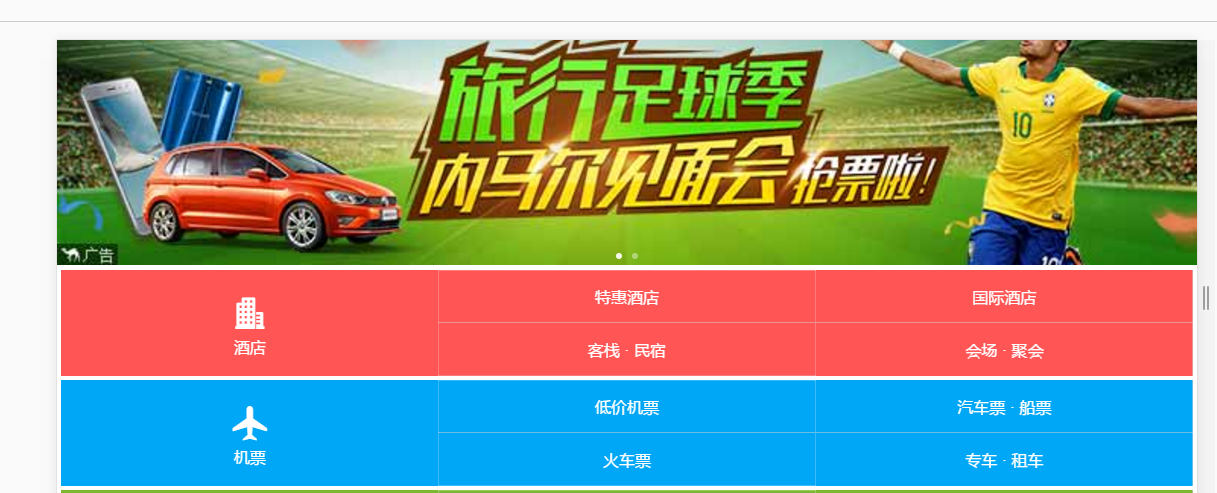 旅行足球季
内马尔见面会抢票啦!
10
10
广告
酒店
特惠酒店
国际酒店
客栈 · 民宿
会场 · 聚会
机票
低价机票
汽车票 · 船票
火车票
专车 · 租车